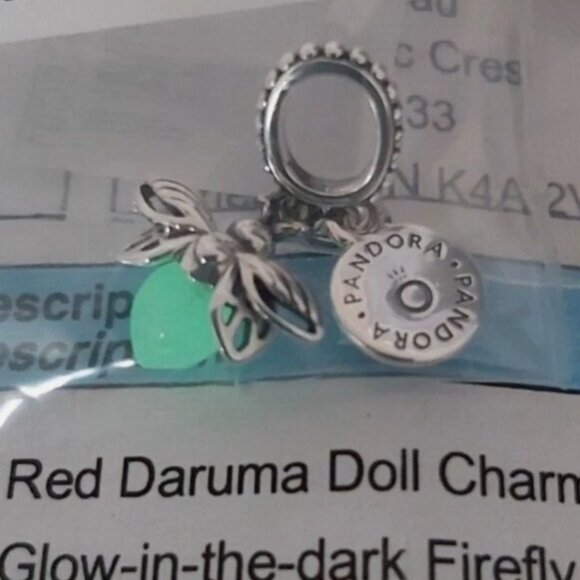 c Cres
33
N K4A 2
escrip
escrip
PANDORA · PANDORA · PANDORA
O
Red Daruma Doll Charm
Glow-in-the-dark Firefly